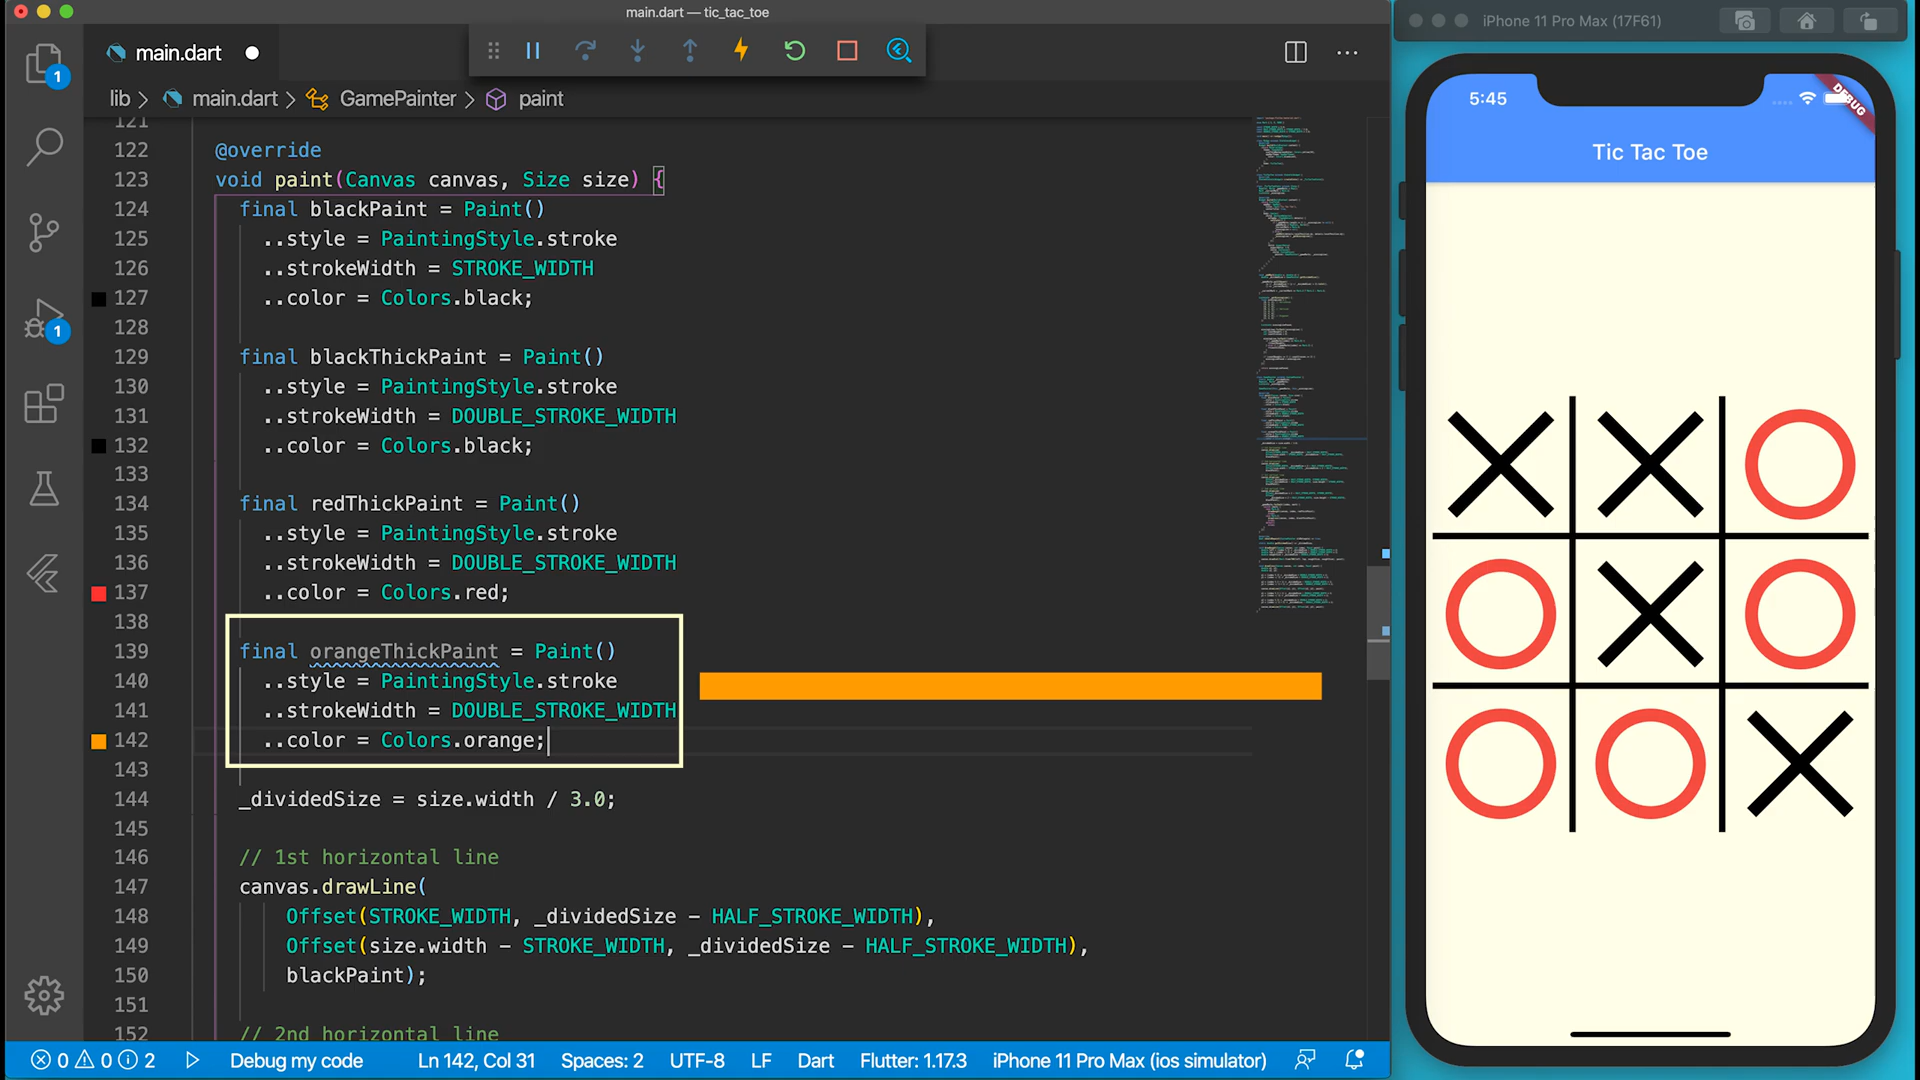 main.dart — tic_tac_toe
main.dart
lib > main.dart > GamePainter > paint
1
1
121
122 @override
123 void paint(Canvas canvas, Size size) {
124 final blackPaint = Paint()
125 ..style = PaintingStyle.stroke
126 ..strokeWidth = STROKE_WIDTH
127 ..color = Colors.black;
128
129 final blackThickPaint = Paint()
130 ..style = PaintingStyle.stroke
131 ..strokeWidth = DOUBLE_STROKE_WIDTH
132 ..color = Colors.black;
133
134 final redThickPaint = Paint()
135 ..style = PaintingStyle.stroke
136 ..strokeWidth = DOUBLE_STROKE_WIDTH
137 ..color = Colors.red;
138
139 final orangeThickPaint = Paint()
140 ..style = PaintingStyle.stroke
141 ..strokeWidth = DOUBLE_STROKE_WIDTH
142 ..color = Colors.orange;
143
144 _dividedSize = size.width / 3.0;
145
146 // 1st horizontal line
147 canvas.drawLine(
148 Offset(STROKE_WIDTH, _dividedSize - HALF_STROKE_WIDTH),
149 Offset(size.width - STROKE_WIDTH, _dividedSize - HALF_STROKE_WIDTH),
150 blackPaint);
151
152 // 2nd horizontal line
0 0 2 Debug my code Ln 142, Col 31 Spaces: 2 UTF-8 LF Dart Flutter: 1.17.3 iPhone 11 Pro Max (ios simulator)
iPhone 11 Pro Max (17F61)
5:45
DEBUG
Tic Tac Toe